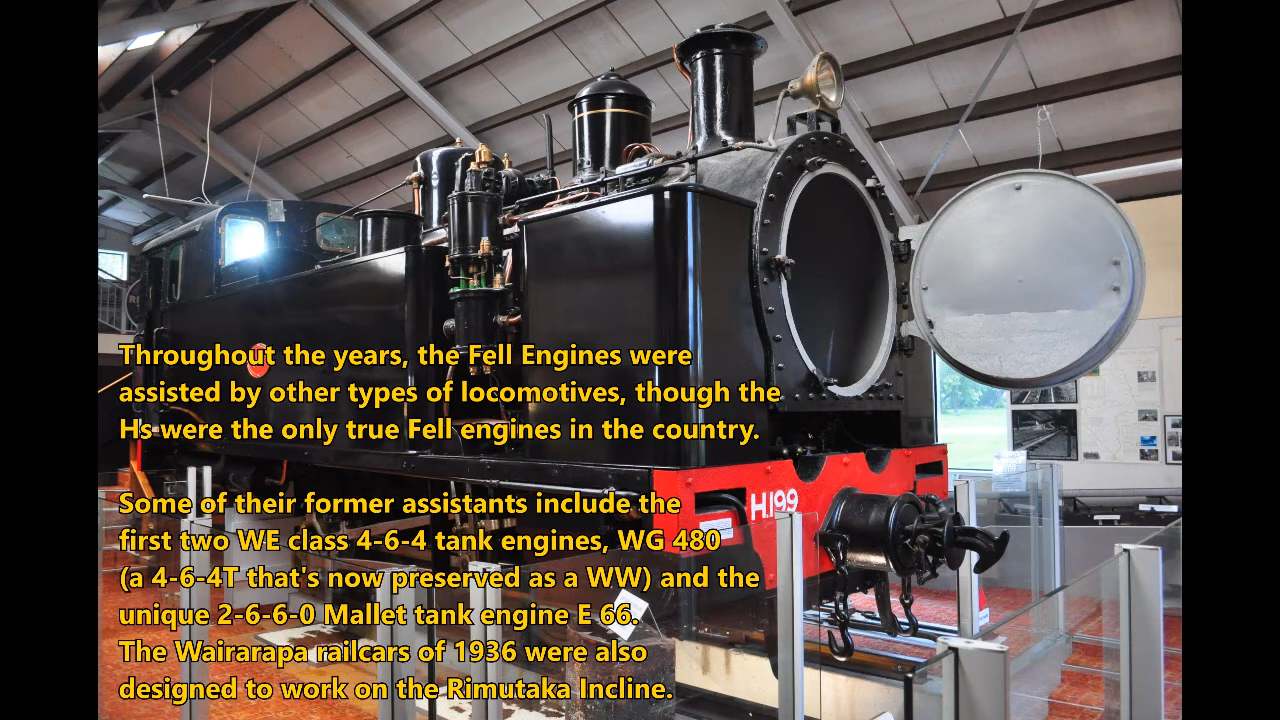 Throughout the years, the Fell Engines were
assisted by other types of locomotives, though the
Hs were the only true Fell engines in the country.
Some of their former assistants include the
first two WE class 4-6-4 tank engines, WG 480
(a 4-6-4T that's now preserved as a WW) and the
unique 2-6-6-0 Mallet tank engine E 66.
The Wairarapa railcars of 1936 were also
designed to work on the Rimutaka Incline.
H.199